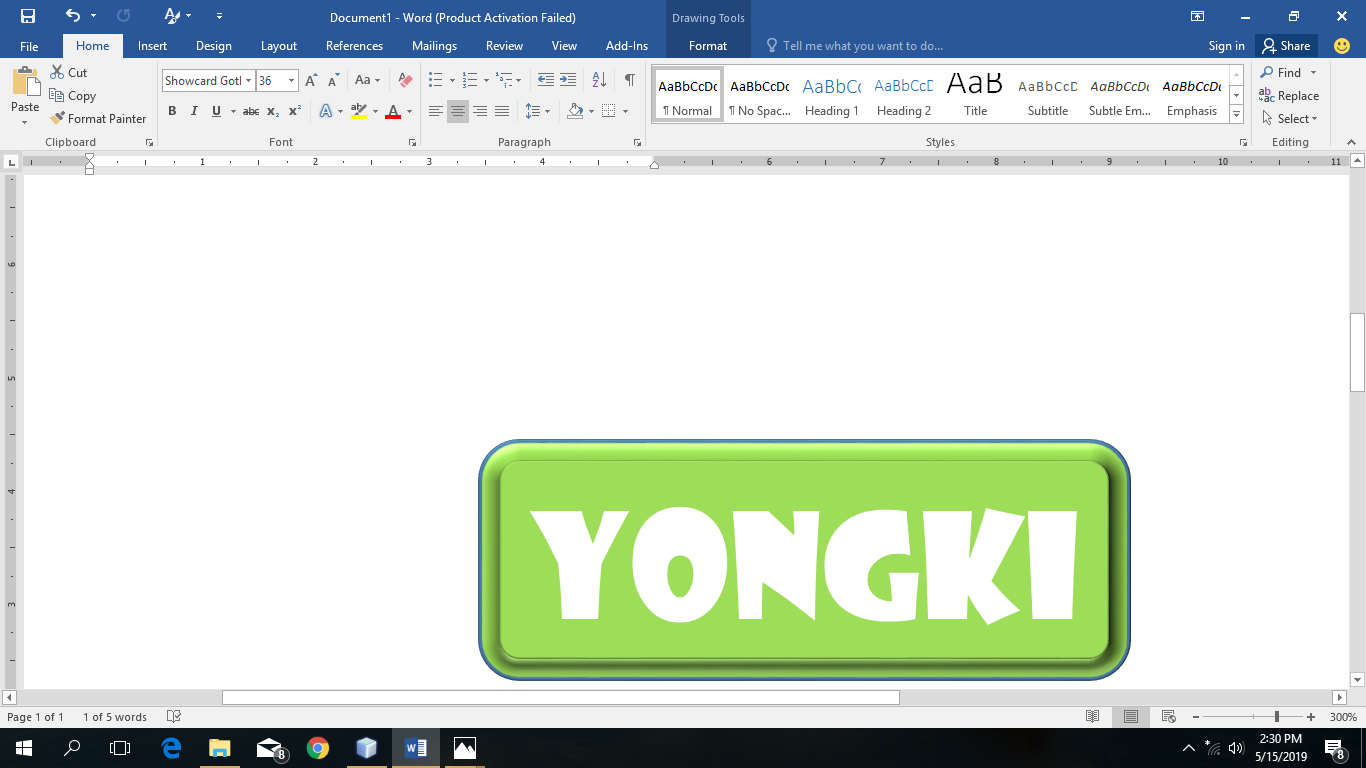 Document1 - Word (Product Activation Failed)
Drawing Tools
File Home Insert Design Layout References Mailings Review View Add-Ins Format Tell me what you want to do... Sign in Share
Paste
Cut
Copy
Format Painter
Clipboard
Showcard Gotl 36
Aa
B I U abc x₂ x² A ab A
Font
Paragraph
AaBbCcDc AaBbCcDc AaBbCc AaBbCcD AaB AaBbCcD AaBbCcDc AaBbCcDc
¶ Normal ¶ No Spac... Heading 1 Heading 2 Title Subtitle Subtle Em... Emphasis
Styles
Find
Replace
Select
Editing
1 2 3 4 6 7 8 9 10 11
6
5
4
3
YONGKI
Page 1 of 1 1 of 5 words 300%
8
2:30 PM
5/15/2019
8